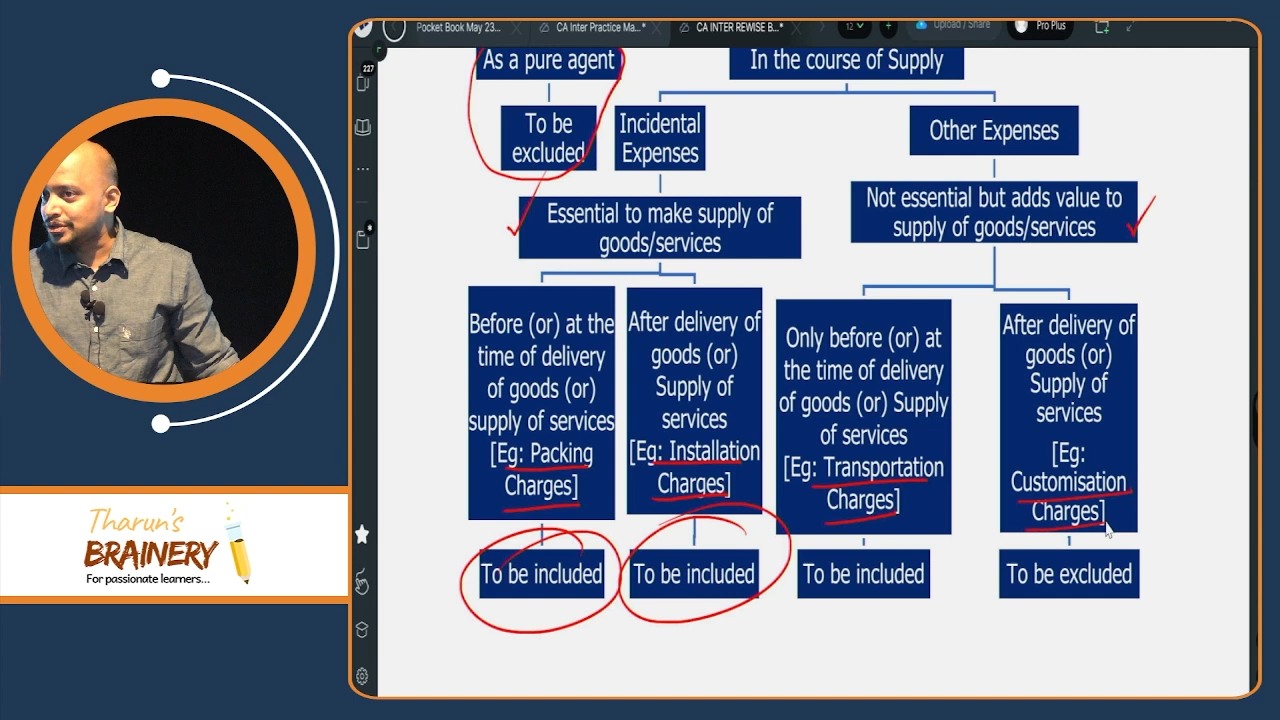 Pocket Book May 23...
CA Inter Practice Ma...*
CA INTER REWISE B...*
12
Upload / Share
Pro Plus
227
As a pure agent
In the course of Supply
To be
excluded
Incidental
Expenses
Other Expenses
Essential to make supply of
goods/services
Not essential but adds value to
supply of goods/services
Before (or) at the
time of delivery
of goods (or)
supply of services
[Eg: Packing
Charges]
After delivery of
goods (or)
Supply of
services
[Eg: Installation
Charges]
Only before (or) at
the time of delivery
of goods (or) Supply
of services
[Eg: Transportation
Charges]
After delivery of
goods (or)
Supply of
services
[Eg:
Customisation
Charges]
To be included
To be included
To be included
To be excluded
Tharun's
BRAINERY
For passionate learners...